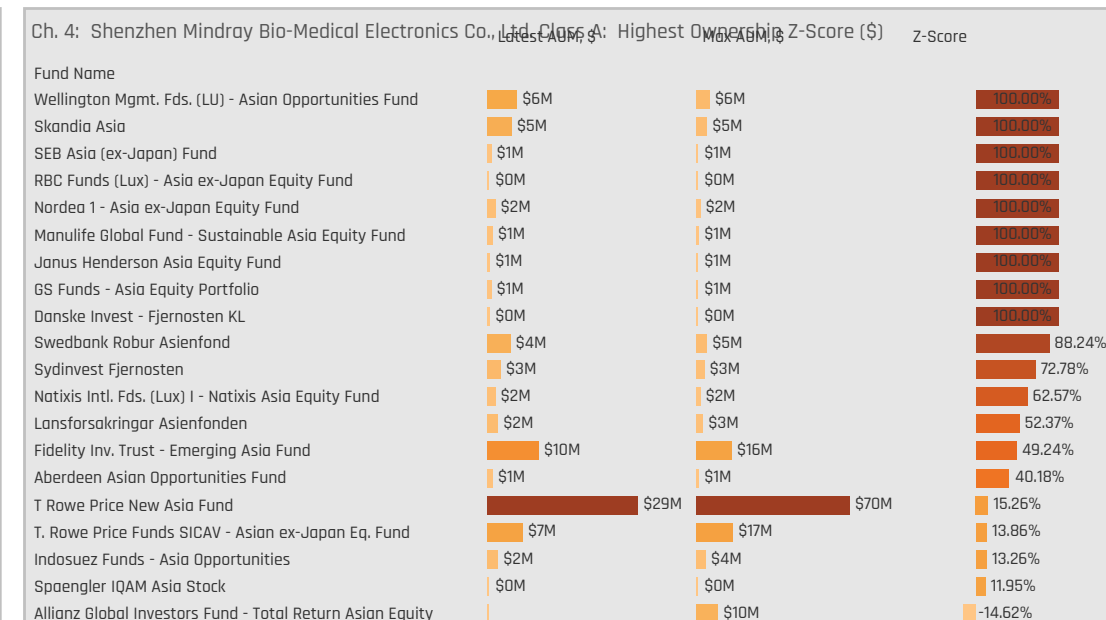 Ch. 4: Shenzhen Mindray Bio-Medical Electronics Co., Ltd. Class A: Highest Ownership Z-Score ($)
Latest AUM, $ Max AUM, $ Z-Score
Fund Name
Wellington Mgmt. Fds. (LU) - Asian Opportunities Fund $6M $6M 100.00%
Skandia Asia $5M $5M 100.00%
SEB Asia (ex-Japan) Fund $1M $1M 100.00%
RBC Funds (Lux) - Asia ex-Japan Equity Fund $0M $0M 100.00%
Nordea 1 - Asia ex-Japan Equity Fund $2M $2M 100.00%
Manulife Global Fund - Sustainable Asia Equity Fund $1M $1M 100.00%
Janus Henderson Asia Equity Fund $1M $1M 100.00%
GS Funds - Asia Equity Portfolio $1M $1M 100.00%
Danske Invest - Fjernosten KL $0M $0M 100.00%
Swedbank Robur Asienfond $4M $5M 88.24%
Sydinvest Fjernosten $3M $3M 72.78%
Natixis Intl. Fds. (Lux) I - Natixis Asia Equity Fund $2M $2M 62.57%
Lansforsakringar Asienfonden $2M $3M 52.37%
Fidelity Inv. Trust - Emerging Asia Fund $10M $16M 49.24%
Aberdeen Asian Opportunities Fund $1M $1M 40.18%
T Rowe Price New Asia Fund $29M $70M 15.26%
T. Rowe Price Funds SICAV - Asian ex-Japan Eq. Fund $7M $17M 13.86%
Indosuez Funds - Asia Opportunities $2M $4M 13.26%
Spaengler IQAM Asia Stock $0M $0M 11.95%
Allianz Global Investors Fund - Total Return Asian Equity $10M -14.62%